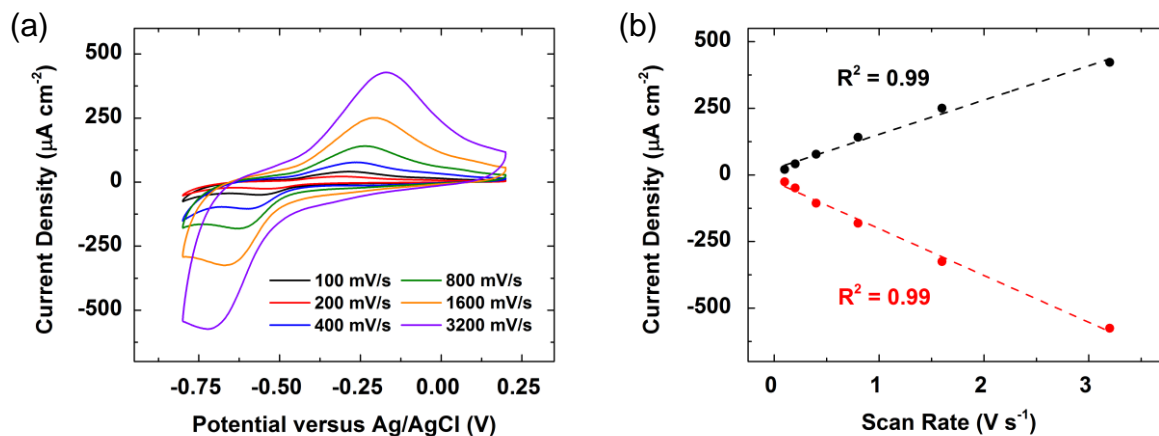 (a)
Current Density (µA cm⁻²)
500
250
0
-250
-500
100 mV/s
200 mV/s
400 mV/s
800 mV/s
1600 mV/s
3200 mV/s
-0.75
-0.50
-0.25
0.00
0.25
Potential versus Ag/AgCl (V)
(b)
Current Density (µA cm⁻²)
500
250
0
-250
-500
R² = 0.99
R² = 0.99
0
1
2
3
Scan Rate (V s⁻¹)